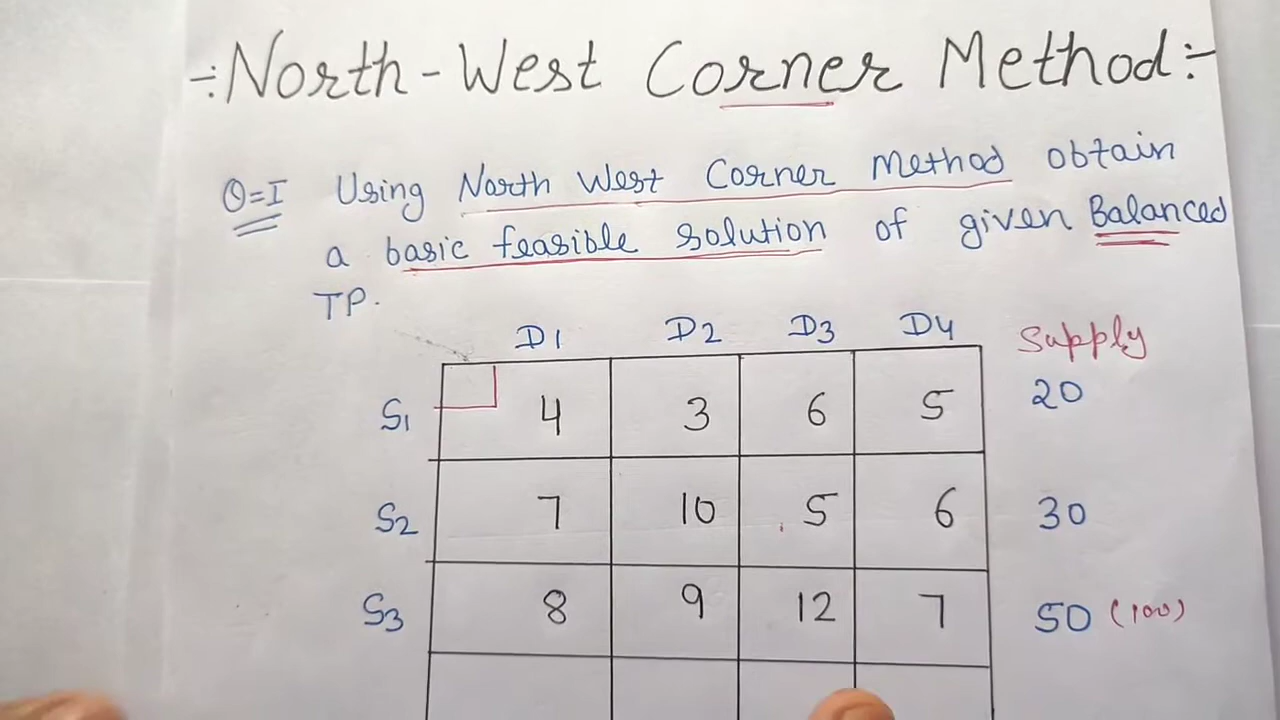 ÷North-West Corner Method:-
Q=I Using North West Corner Method obtain
a basic feasible solution of given Balanced
TP.
D1 D2 D3 D4 Supply
S1 4 3 6 5 20
S2 7 10 5 6 30
S3 8 9 12 7 50 (100)